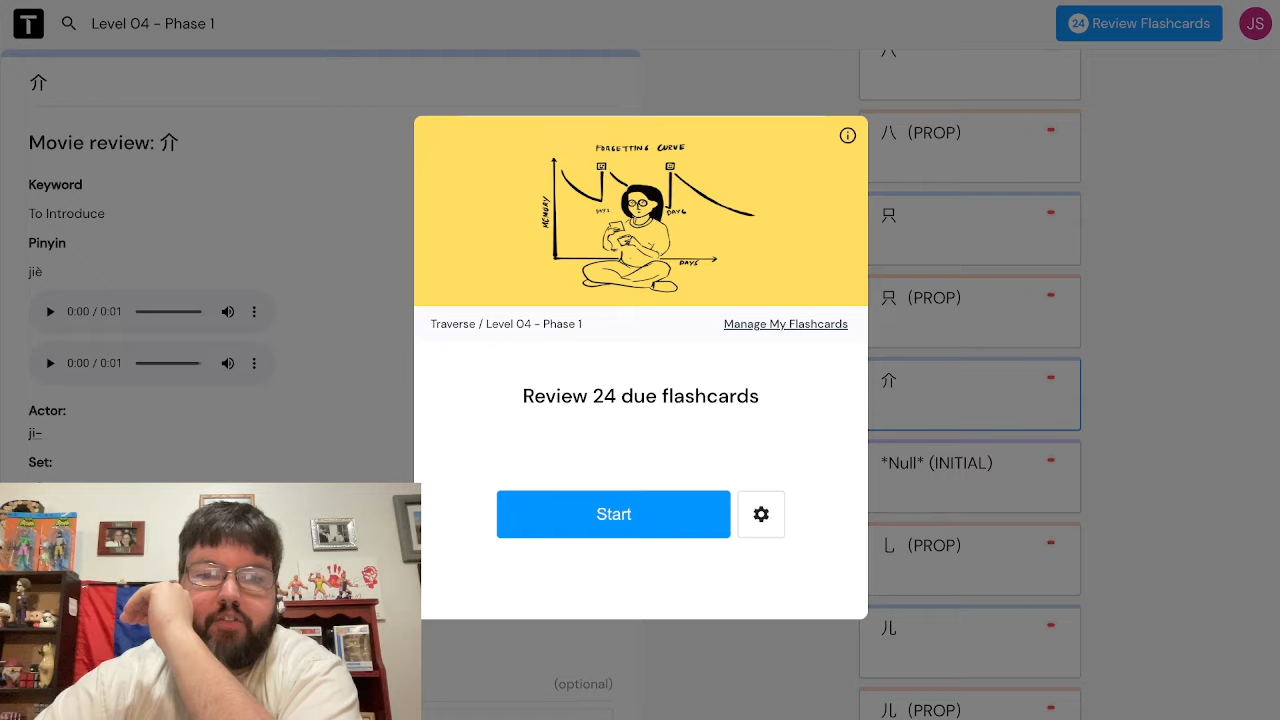 T
Level 04 - Phase 1
24 Review Flashcards
JS
介
Movie review: 介
Keyword
To Introduce
Pinyin
jiè
0:00 / 0:01
0:00 / 0:01
Actor:
ji-
Set:
(optional)
FORGETTING CURVE
MEMORY
DAY 6
DAYS
Traverse / Level 04 - Phase 1
Manage My Flashcards
Review 24 due flashcards
Start
八 (PROP)
只
只 (PROP)
介
*Null* (INITIAL)
乚 (PROP)
儿
儿 (PROP)